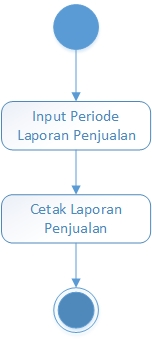 Input Periode
Laporan Penjualan
Cetak Laporan
Penjualan